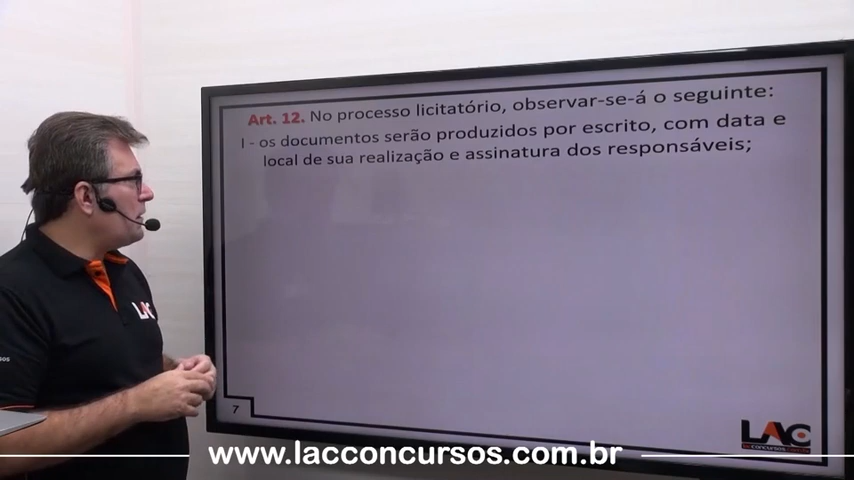 Art. 12. No processo licitatório, observar-se-á o seguinte:
I - os documentos serão produzidos por escrito, com data e
local de sua realização e assinatura dos responsáveis;
LAC
sos
7
LAC
www.lacconcursos.com.br